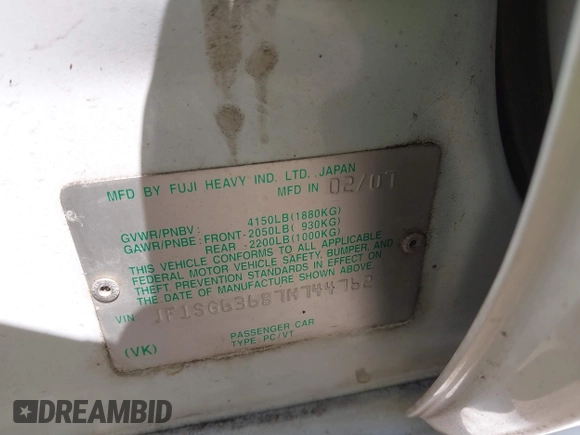 MFD BY FUJI HEAVY IND. LTD., JAPAN
MFD IN 02/07
GVWR/PNBV: 4150LB(1880KG)
GAWR/PNBE: FRONT-2050LB( 930KG)
REAR -2200LB(1000KG)
THIS VEHICLE CONFORMS TO ALL APPLICABLE
FEDERAL MOTOR VEHICLE SAFETY, BUMPER, AND
THEFT PREVENTION STANDARDS IN EFFECT ON
THE DATE OF MANUFACTURE SHOWN ABOVE.
VIN
PASSENGER CAR
(VK) TYPE PC/VT
DREAMBID